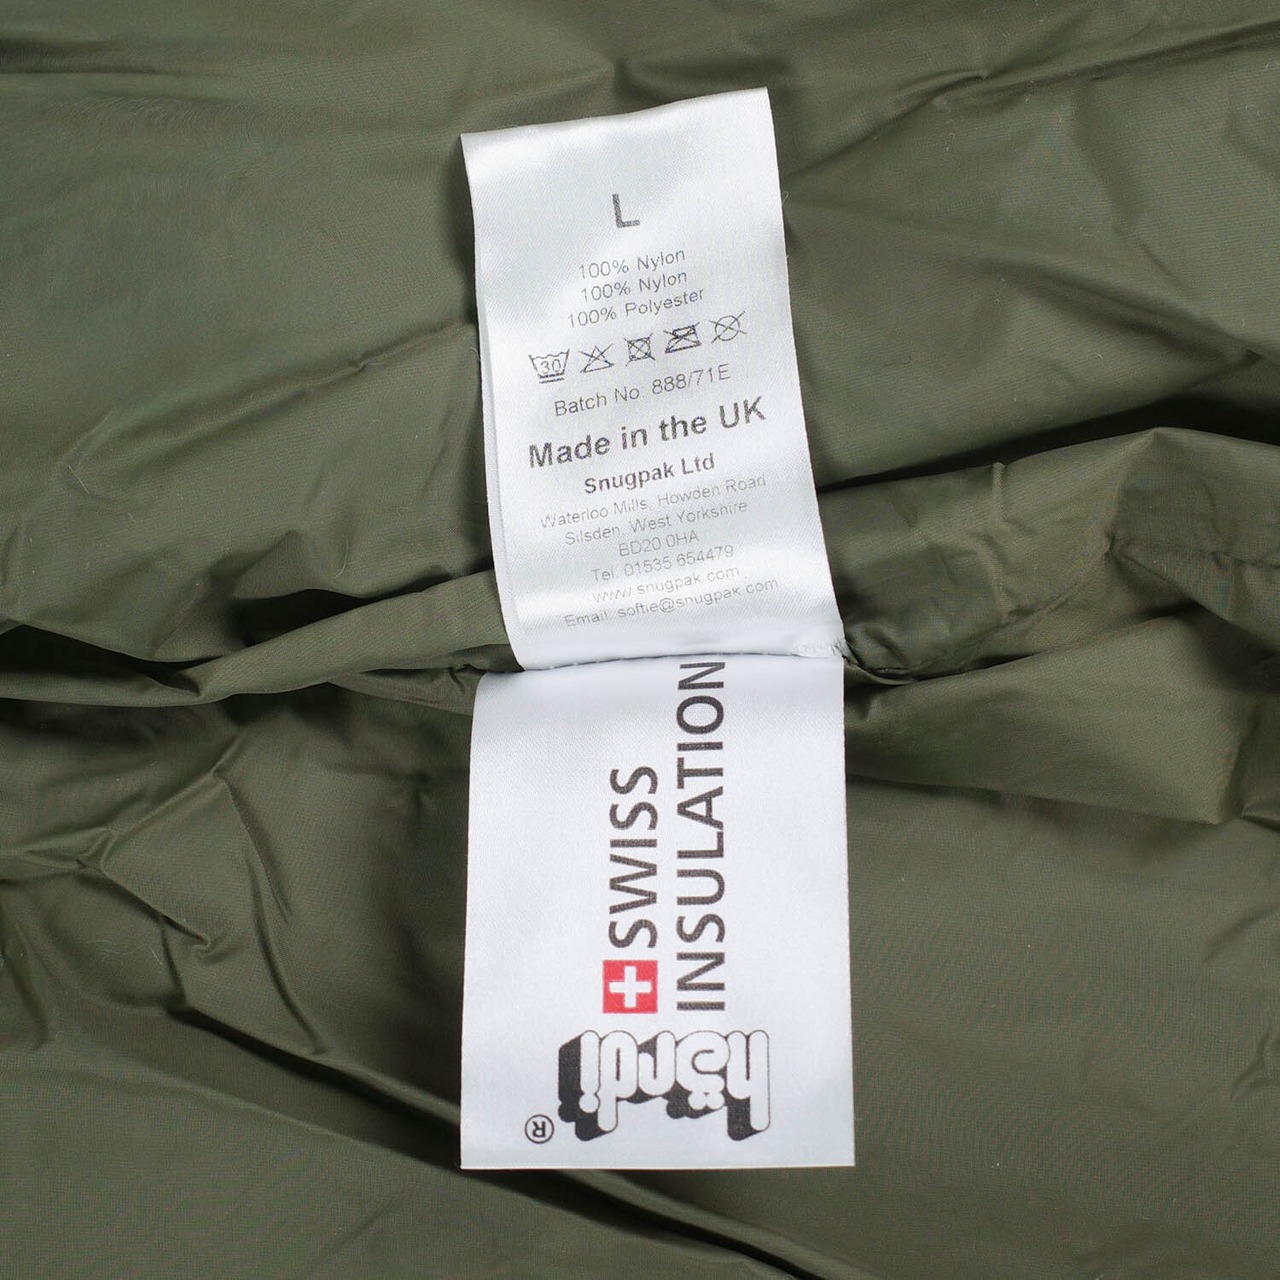 L
100% Nylon
100% Nylon
100% Polyester
30
Batch No. 888/71E
Made in the UK
Snugpak Ltd
Waterloo Mills, Howden Road
Silsden, West Yorkshire
BD20 0HA
Tel. 01535 654479
www.snugpak.com
Email: softie@snugpak.com
SWISS
INSULATION
härdi
®